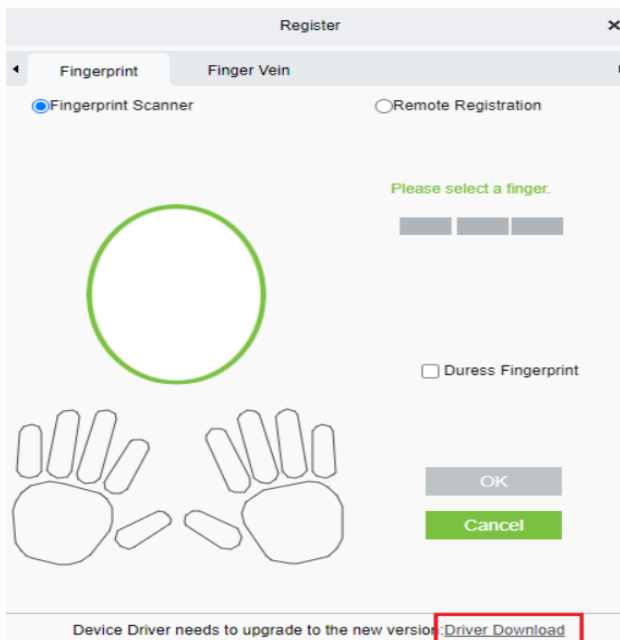 Register
Fingerprint
Finger Vein
Fingerprint Scanner
Remote Registration
Please select a finger.
Duress Fingerprint
OK
Cancel
Device Driver needs to upgrade to the new version:Driver Download